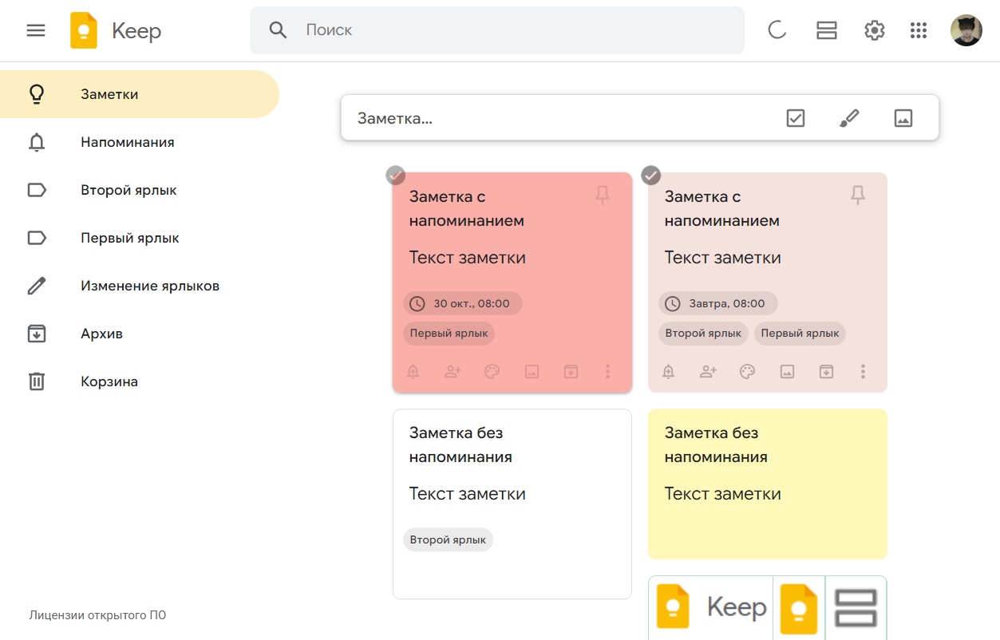 Keep
Поиск
Заметки
Напоминания
Второй ярлык
Первый ярлык
Изменение ярлыков
Архив
Корзина
Лицензии открытого ПО
Заметка...
Заметка с
напоминанием
Текст заметки
30 окт., 08:00
Первый ярлык
Заметка с
напоминанием
Текст заметки
Завтра, 08:00
Второй ярлык Первый ярлык
Заметка без
напоминания
Текст заметки
Второй ярлык
Заметка без
напоминания
Текст заметки
Keep